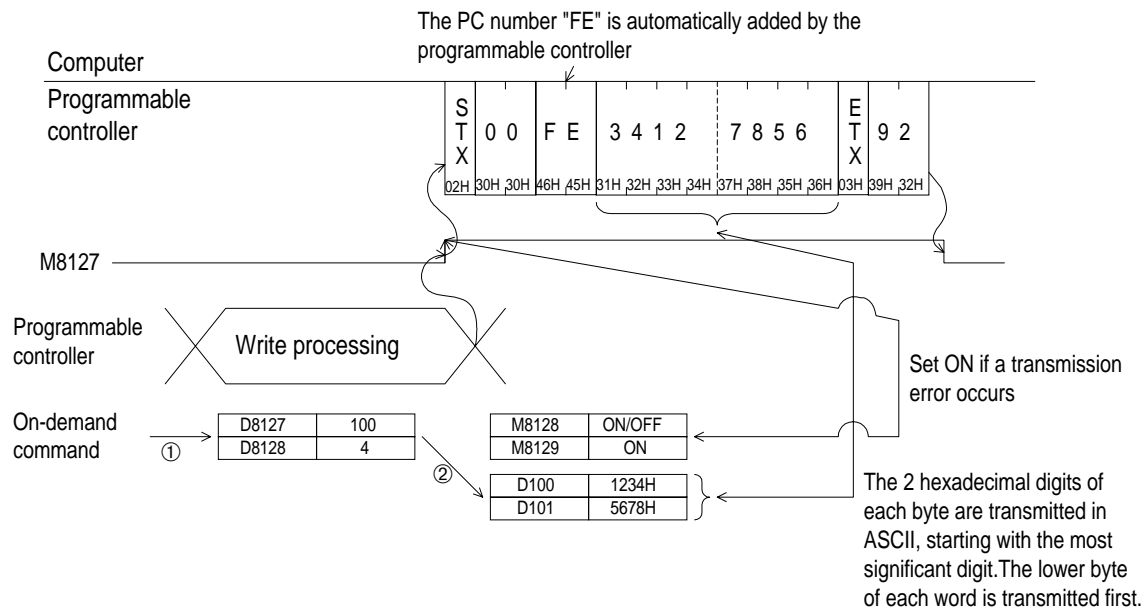 The PC number "FE" is automatically added by the
programmable controller
Computer
Programmable
controller
STX
0 0
F E
3 4 1 2
7 8 5 6
ETX
9 2
02H 30H 30H 46H 45H 31H 32H 33H 34H 37H 38H 35H 36H 03H 39H 32H
M8127
Programmable
controller
Write processing
Set ON if a transmission
error occurs
On-demand
command
①
D8127 100
D8128 4
②
M8128 ON/OFF
M8129 ON
D100 1234H
D101 5678H
The 2 hexadecimal digits of
each byte are transmitted in
ASCII, starting with the most
significant digit.The lower byte
of each word is transmitted first.